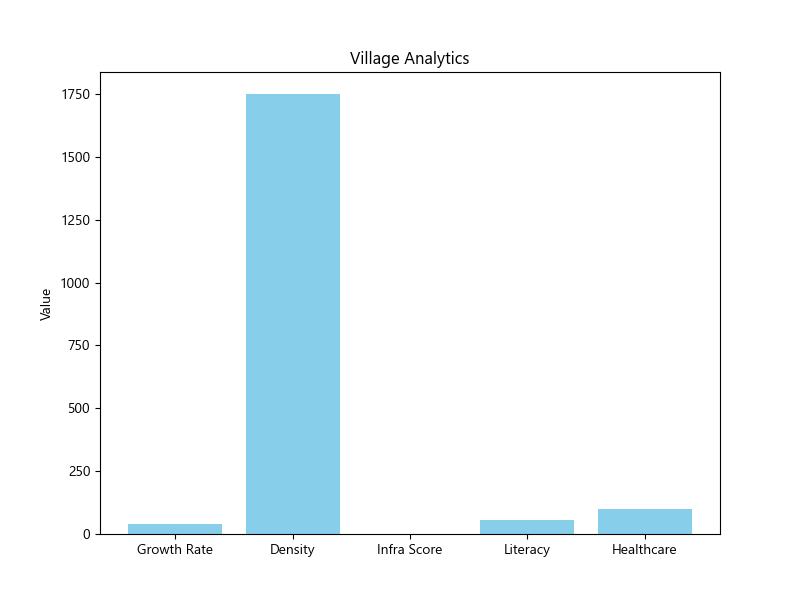 Village Analytics
1750
1500
1250
1000
750
500
250
0
Value
Growth Rate
Density
Infra Score
Literacy
Healthcare